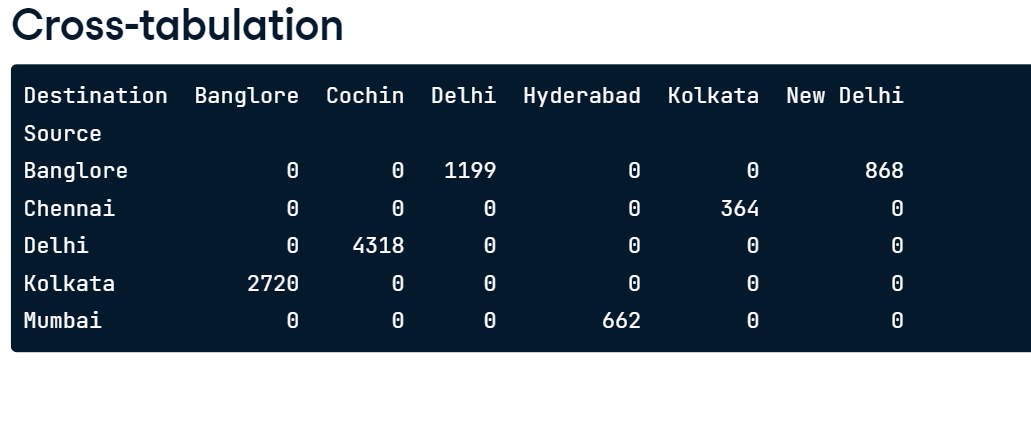 Cross-tabulation
Destination  Banglore  Cochin  Delhi  Hyderabad  Kolkata  New Delhi
Source
Banglore            0       0   1199          0        0        868
Chennai             0       0      0          0      364          0
Delhi               0    4318      0          0        0          0
Kolkata          2720       0      0          0        0          0
Mumbai              0       0      0        662        0          0